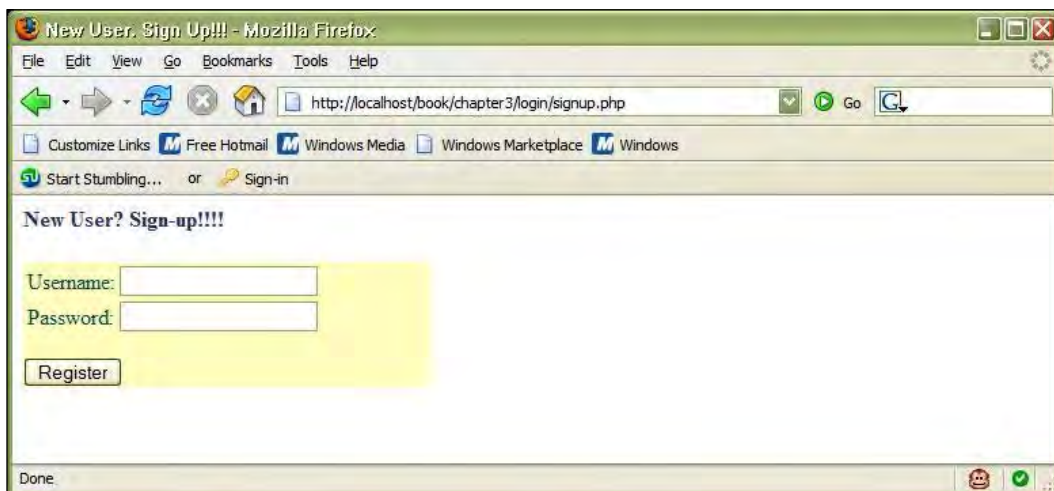 New User. Sign Up!!! - Mozilla Firefox
File Edit View Go Bookmarks Tools Help
http://localhost/book/chapter3/login/signup.php Go G
Customize Links Free Hotmail Windows Media Windows Marketplace Windows
Start Stumbling... or Sign-in
New User? Sign-up!!!!
Username:
Password:
Register
Done